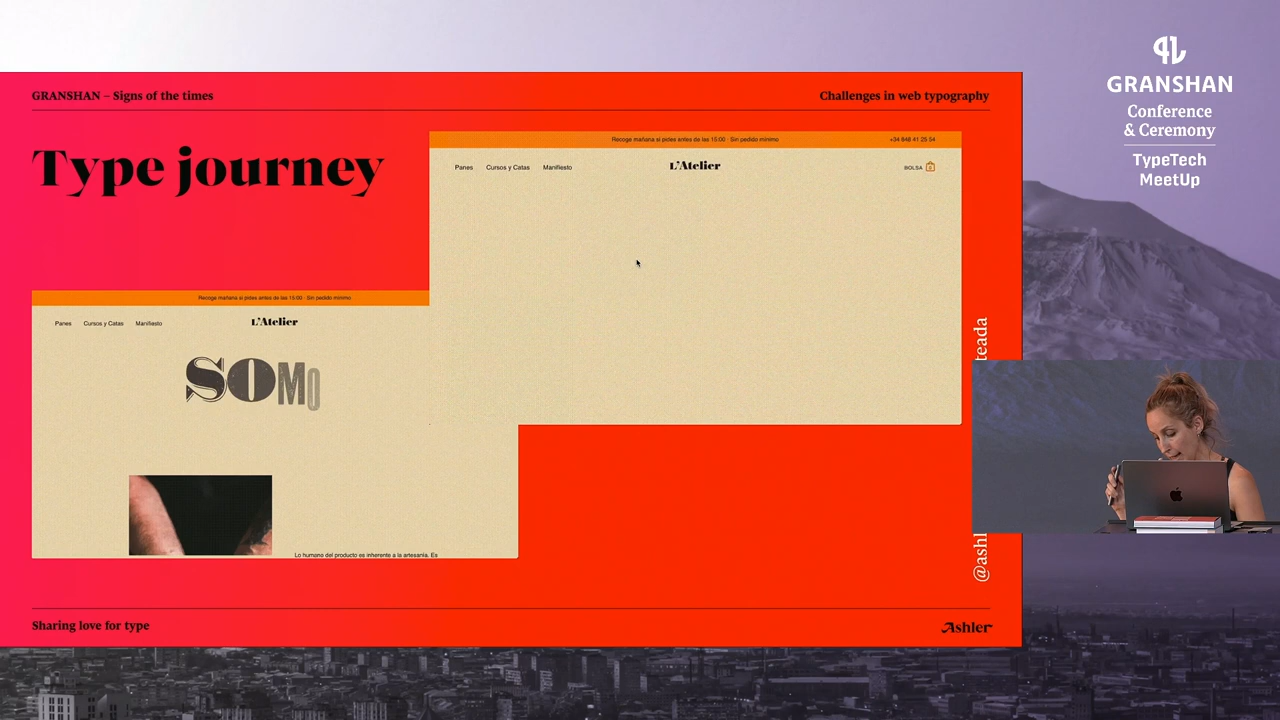 GRANSHAN – Signs of the times
Challenges in web typography
Type journey
Recoge mañana si pides antes de las 15:00 · Sin pedido mínimo
+34 848 41 25 54
Panes Cursos y Catas Manifiesto
L'Atelier
BOLSA
Recoge mañana si pides antes de las 15:00 · Sin pedido mínimo
Panes Cursos y Catas Manifiesto
L'Atelier
SOMO
Lo humano del producto es inherente a la artesanía. Es
@ashl
teada
Sharing love for type
Ashler
GRANSHAN
Conference
& Ceremony
TypeTech
MeetUp